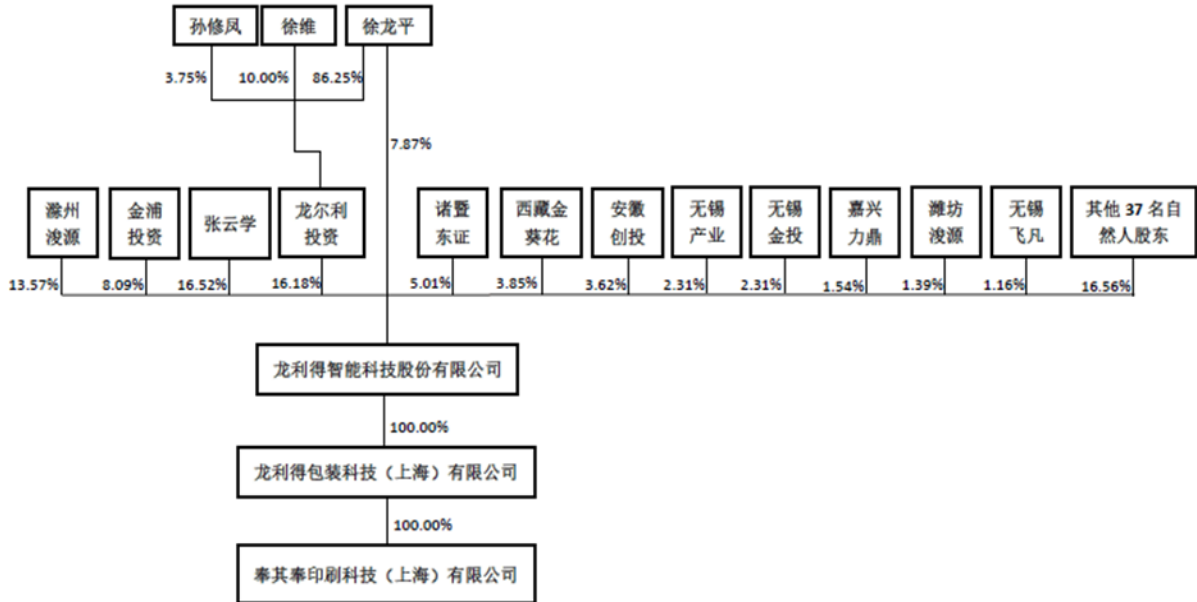 孙修凤
徐维
徐龙平
3.75%
10.00%
86.25%
7.87%
滁州
浚源
金浦
投资
张云学
龙尔利
投资
诸暨
东证
西藏金
葵花
安徽
创投
无锡
产业
无锡
金投
嘉兴
力鼎
潍坊
浚源
无锡
飞凡
其他 37 名自
然人股东
13.57%
8.09%
16.52%
16.18%
5.01%
3.85%
3.62%
2.31%
2.31%
1.54%
1.39%
1.16%
16.56%
龙利得智能科技股份有限公司
100.00%
龙利得包装科技（上海）有限公司
100.00%
奉其奉印刷科技（上海）有限公司